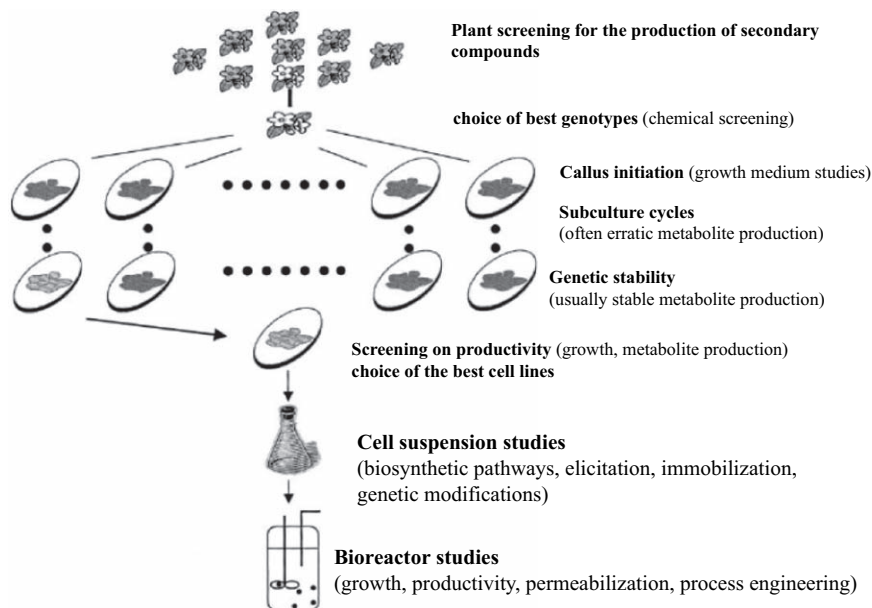 Plant screening for the production of secondary
compounds
choice of best genotypes (chemical screening)
Callus initiation (growth medium studies)
Subculture cycles
(often erratic metabolite production)
Genetic stability
(usually stable metabolite production)
Screening on productivity (growth, metabolite production)
choice of the best cell lines
Cell suspension studies
(biosynthetic pathways, elicitation, immobilization,
genetic modifications)
Bioreactor studies
(growth, productivity, permeabilization, process engineering)